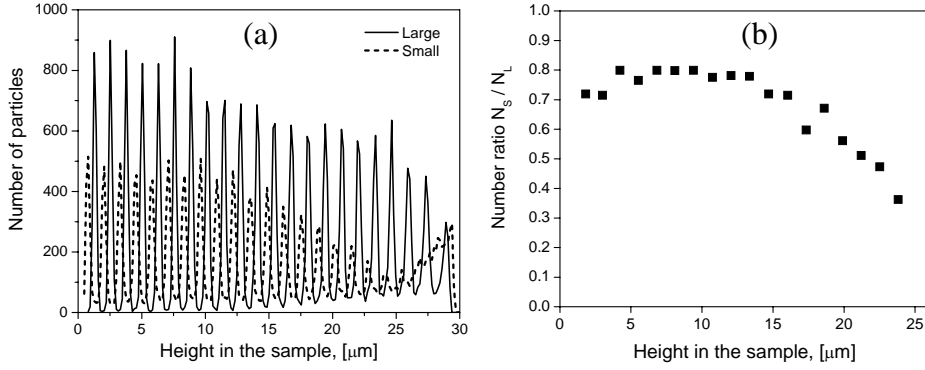 (a)
Large
Small
Number of particles
1000
800
600
400
200
0
0 5 10 15 20 25 30
Height in the sample, [μm]
(b)
Number ratio N_S / N_L
1.0
0.9
0.8
0.7
0.6
0.5
0.4
0.3
0.2
0.1
0.0
0 5 10 15 20 25
Height in the sample, [μm]